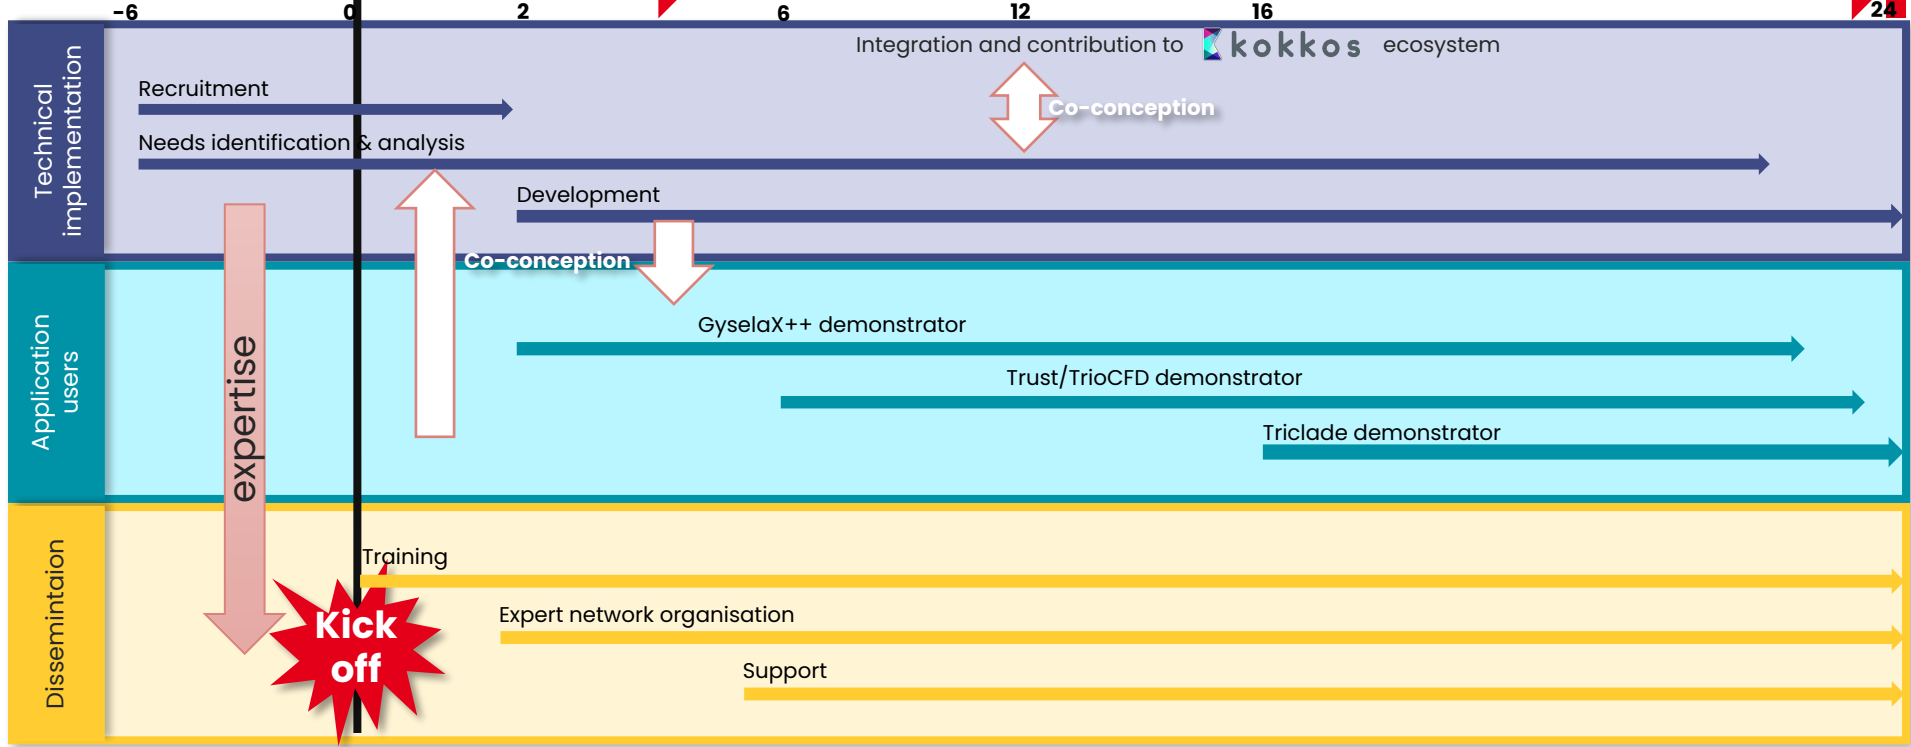 -6 0 2 6 12 16 24
Technical
implementation
Integration and contribution to kokkos ecosystem
Recruitment
Co-conception
Needs identification & analysis
Development
Co-conception
Application
users
expertise
GyselaX++ demonstrator
Trust/TrioCFD demonstrator
Triclade demonstrator
Dissemintaion
Training
Kick
off
Expert network organisation
Support